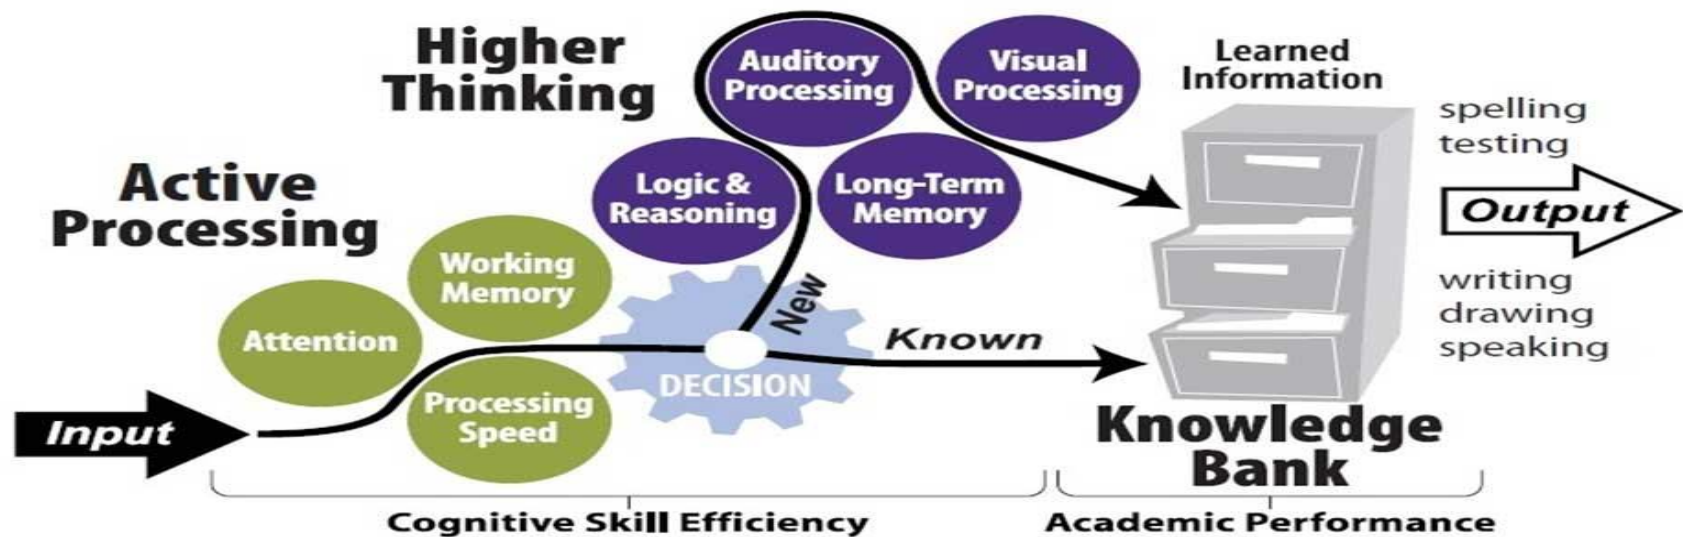 Higher
Thinking
Auditory
Processing
Visual
Processing
Learned
Information
spelling
testing
Active
Processing
Logic &
Reasoning
Long-Term
Memory
Output
Working
Memory
New
writing
drawing
speaking
Attention
Known
DECISION
Processing
Speed
Input
Knowledge
Bank
Cognitive Skill Efficiency
Academic Performance